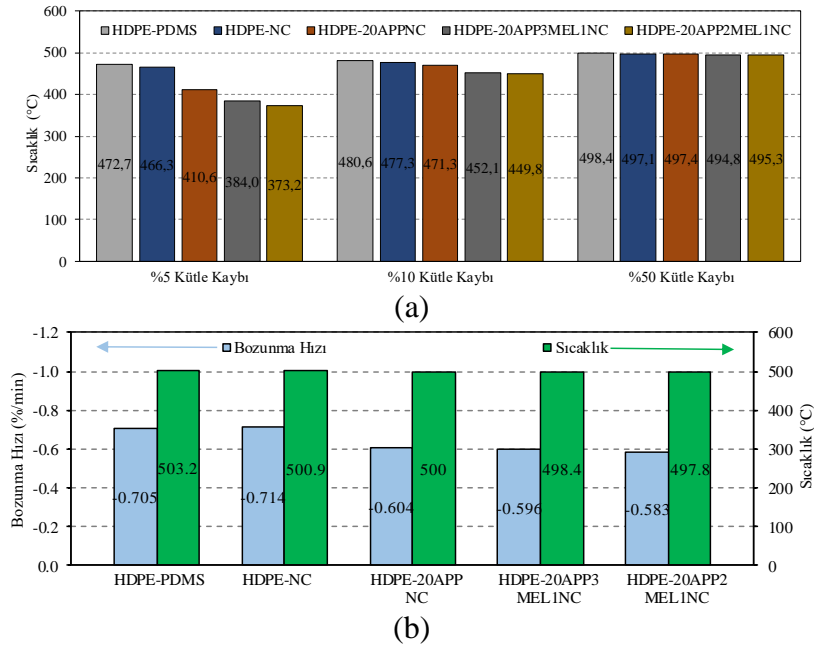 (a)
HDPE-PDMS HDPE-NC HDPE-20APPNC HDPE-20APP3MEL1NC HDPE-20APP2MEL1NC
Sıcaklık (°C)
600
500
400
300
200
100
0
472,7 466,3 410,6 384,0 373,2
480,6 477,3 471,3 452,1 449,8
498,4 497,1 497,4 494,8 495,3
%5 Kütle Kaybı %10 Kütle Kaybı %50 Kütle Kaybı
(a)
Bozunma Hızı Sıcaklık
Bozunma Hızı (%/min)
-1.2
-1.0
-0.8
-0.6
-0.4
-0.2
0.0
-0.705 503.2
-0.714 500.9
-0.604 500
-0.596 498.4
-0.583 497.8
600
500
400
300
200
100
0
Sıcaklık (°C)
HDPE-PDMS
HDPE-NC
HDPE-20APP
NC
HDPE-20APP3
MEL1NC
HDPE-20APP2
MEL1NC
(b)